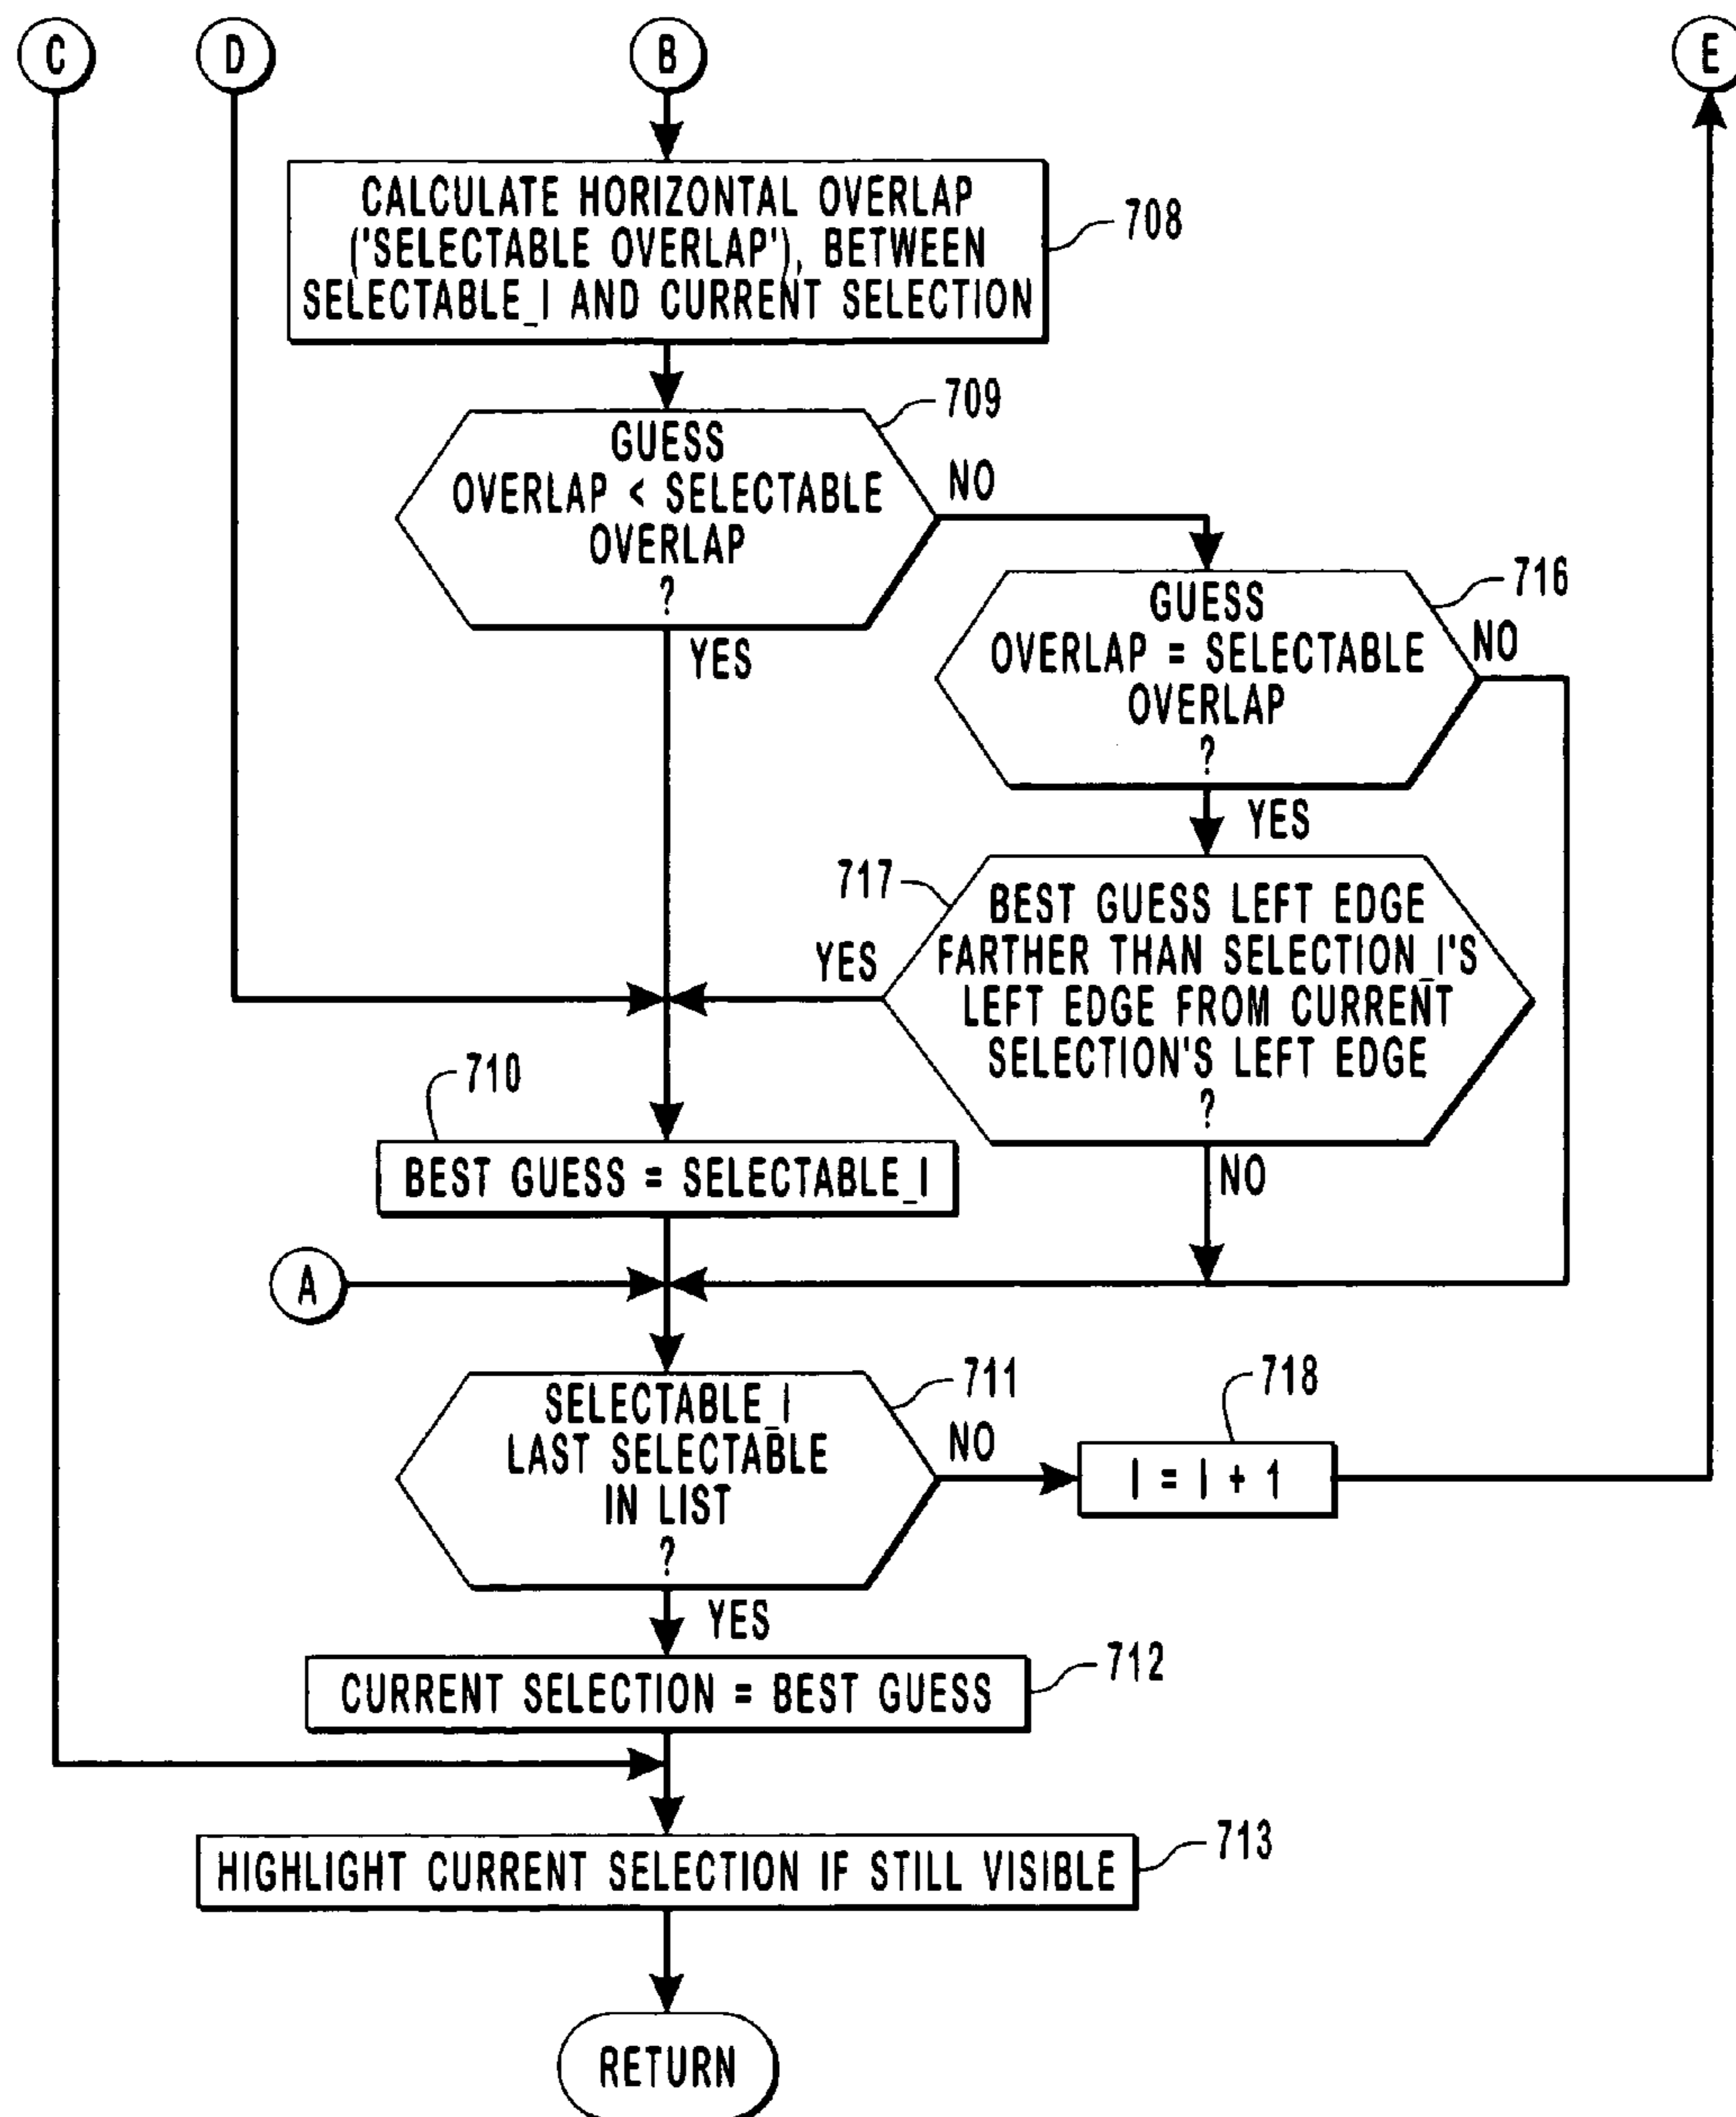 C
D
B
E
CALCULATE HORIZONTAL OVERLAP
('SELECTABLE OVERLAP'), BETWEEN
SELECTABLE_I AND CURRENT SELECTION
708
709
GUESS
OVERLAP < SELECTABLE
OVERLAP
?
NO
YES
716
GUESS
OVERLAP = SELECTABLE
OVERLAP
?
NO
YES
717
BEST GUESS LEFT EDGE
FARTHER THAN SELECTION_I'S
LEFT EDGE FROM CURRENT
SELECTION'S LEFT EDGE
?
YES
NO
710
BEST GUESS = SELECTABLE_I
A
711
SELECTABLE_I
LAST SELECTABLE
IN LIST
?
NO
718
I = I + 1
YES
712
CURRENT SELECTION = BEST GUESS
713
HIGHLIGHT CURRENT SELECTION IF STILL VISIBLE
RETURN